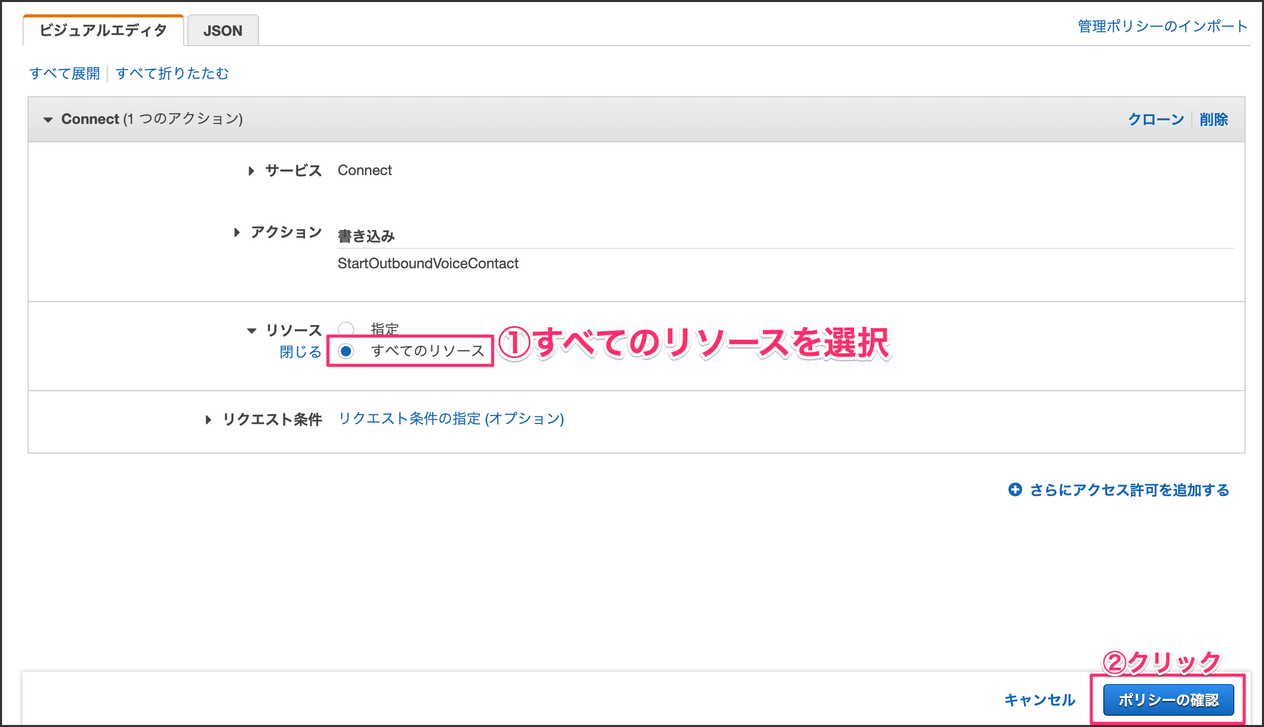 ビジュアルエディタ JSON 管理ポリシーのインポート
すべて展開 すべて折りたたむ
Connect (1 つのアクション) クローン 削除
サービス Connect
アクション 書き込み
StartOutboundVoiceContact
リソース 指定
閉じる すべてのリソース ①すべてのリソースを選択
リクエスト条件 リクエスト条件の指定 (オプション)
さらにアクセス許可を追加する
②クリック
キャンセル ポリシーの確認